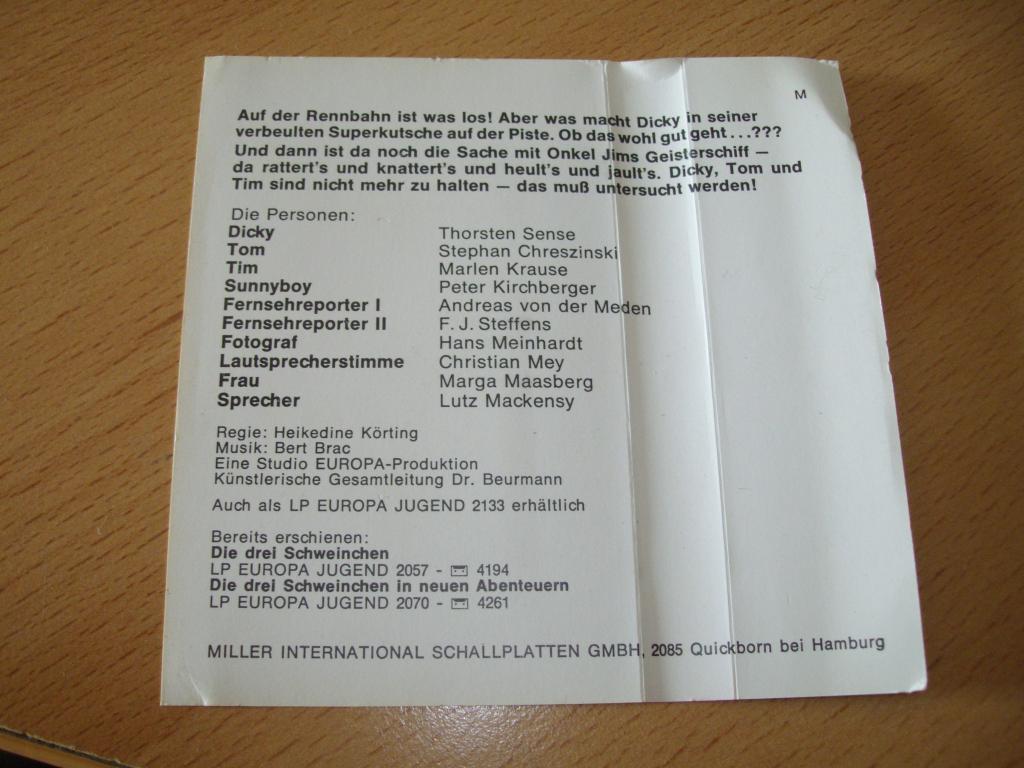 M
Auf der Rennbahn ist was los! Aber was macht Dicky in seiner
verbeulten Superkutsche auf der Piste. Ob das wohl gut geht...???
Und dann ist da noch die Sache mit Onkel Jims Geisterschiff —
da rattert's und knattert's und heult's und jault's. Dicky, Tom und
Tim sind nicht mehr zu halten — das muß untersucht werden!
Die Personen:
Dicky Thorsten Sense
Tom Stephan Chreszinski
Tim Marlen Krause
Sunnyboy Peter Kirchberger
Fernsehreporter I Andreas von der Meden
Fernsehreporter II F. J. Steffens
Fotograf Hans Meinhardt
Lautsprecherstimme Christian Mey
Frau Marga Maasberg
Sprecher Lutz Mackensy
Regie: Heikedine Körting
Musik: Bert Brac
Eine Studio EUROPA-Produktion
Künstlerische Gesamtleitung Dr. Beurmann
Auch als LP EUROPA JUGEND 2133 erhältlich
Bereits erschienen:
Die drei Schweinchen
LP EUROPA JUGEND 2057 - 4194
Die drei Schweinchen in neuen Abenteuern
LP EUROPA JUGEND 2070 - 4261
MILLER INTERNATIONAL SCHALLPLATTEN GMBH, 2085 Quickborn bei Hamburg